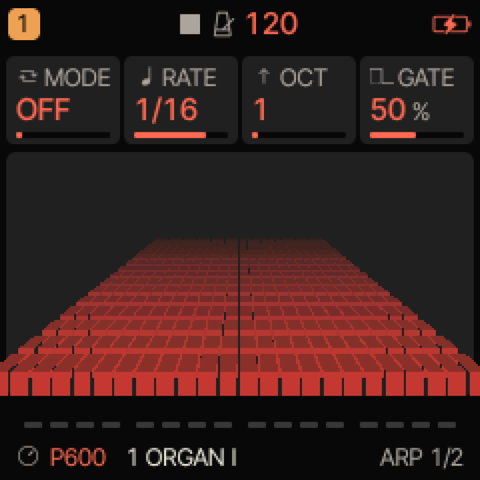 1 120
MODE RATE OCT GATE
OFF 1/16 1 50 %
P600 1 ORGAN I ARP 1/2